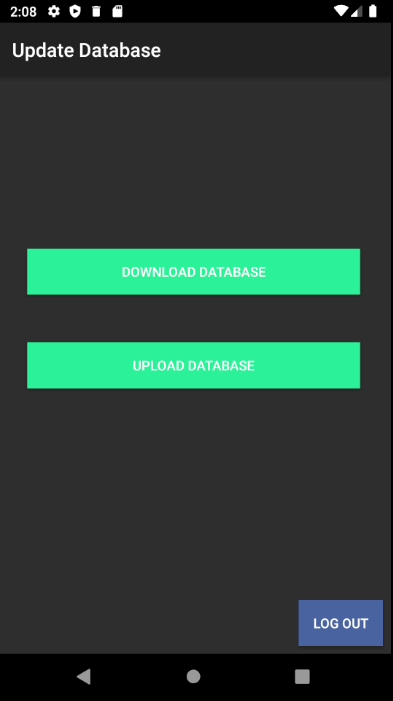 2:08
Update Database
DOWNLOAD DATABASE
UPLOAD DATABASE
LOG OUT